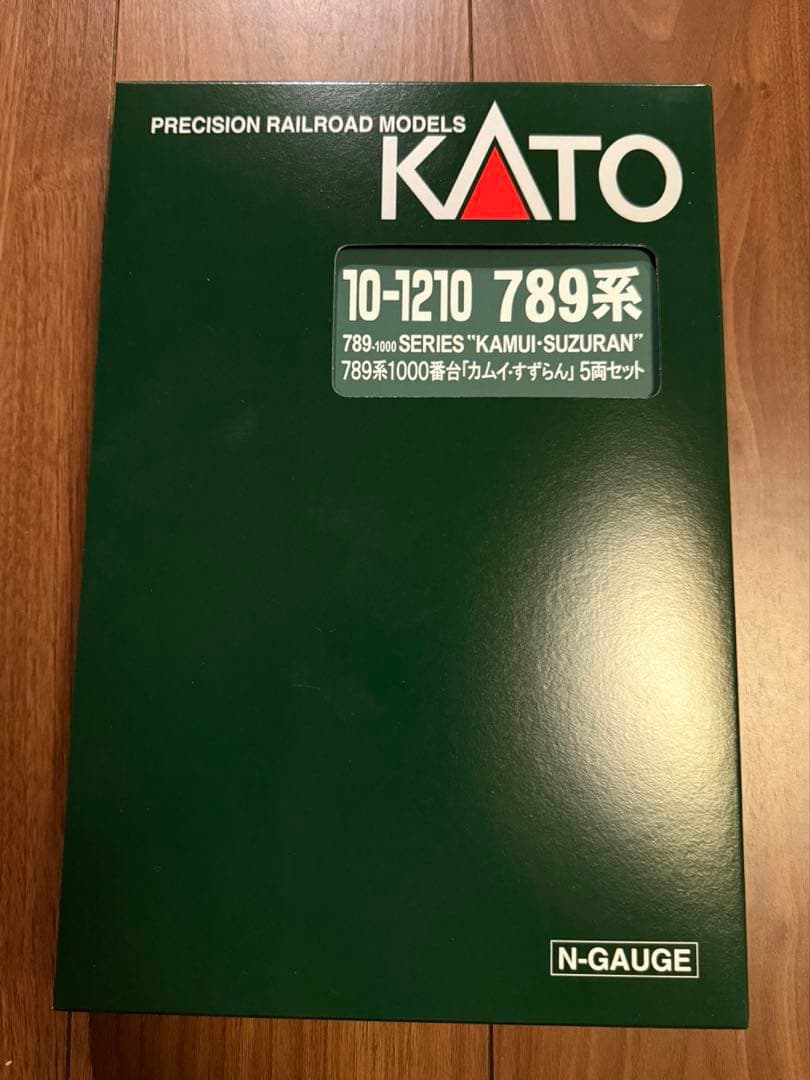 PRECISION RAILROAD MODELS
KATO
10-1210 789系
789-1000 SERIES "KAMUI・SUZURAN"
789系1000番台「カムイ・すずらん」5両セット
N-GAUGE